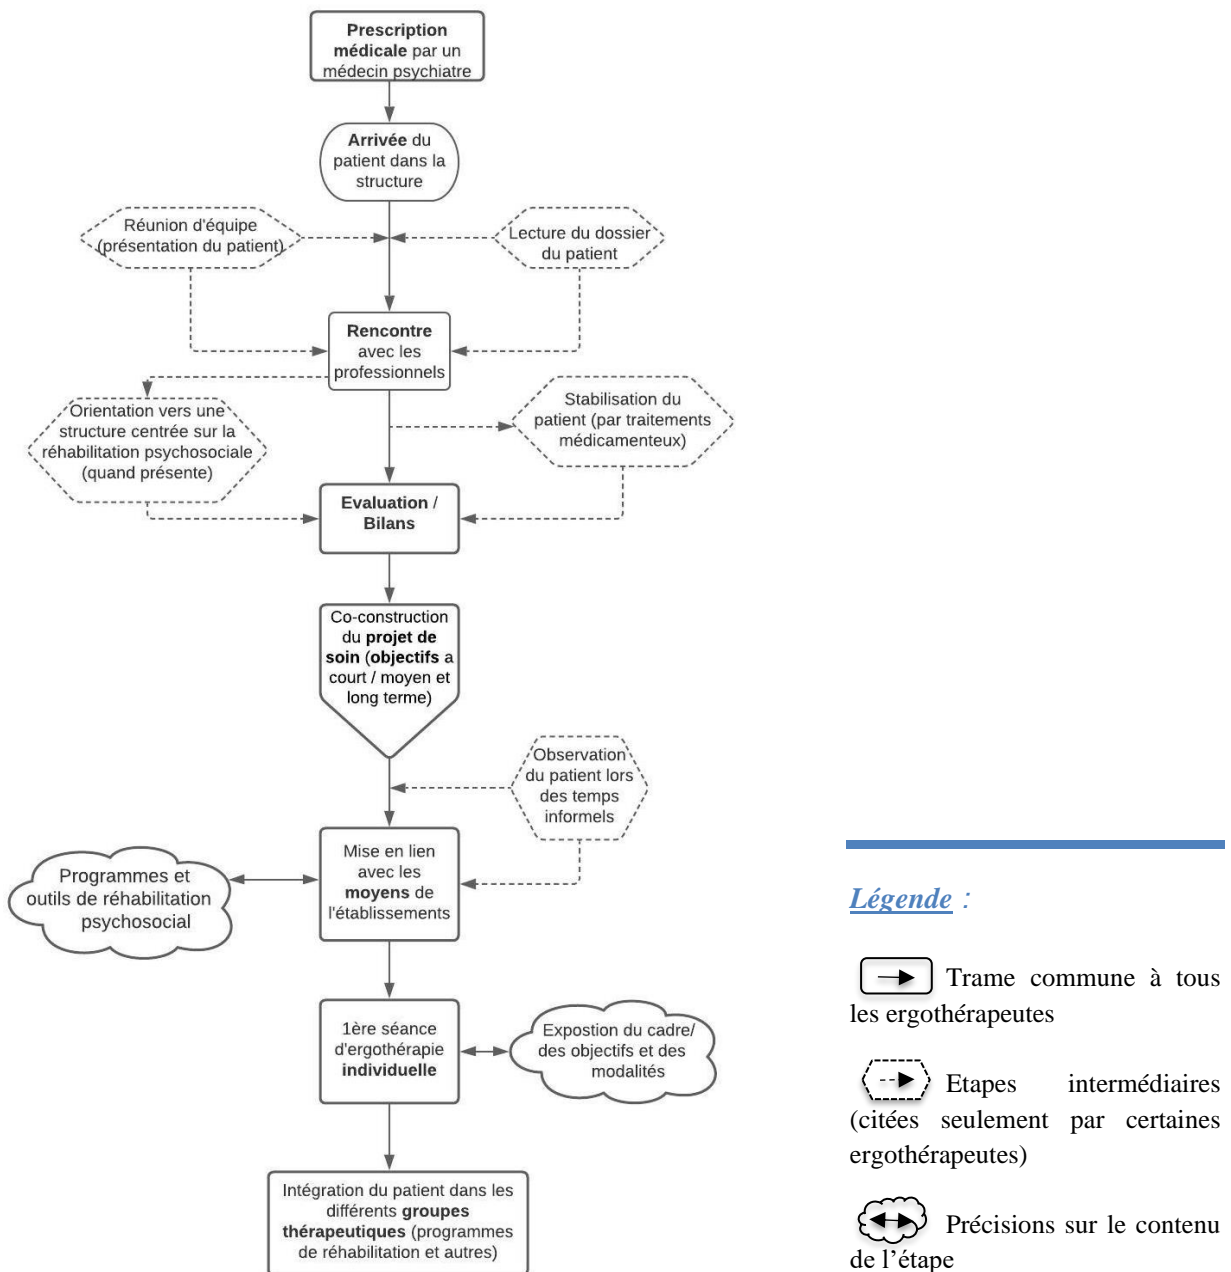 Prescription
médicale par un
médecin psychiatre
Arrivée du
patient dans la
structure
Réunion d'équipe
(présentation du patient)
Lecture du dossier
du patient
Rencontre
avec les
professionnels
Orientation vers une
structure centrée sur la
réhabilitation psychosociale
(quand présente)
Stabilisation du
patient (par traitements
médicamenteux)
Evaluation /
Bilans
Co-construction
du projet de
soin (objectifs a
court / moyen et
long terme)
Observation
du patient lors
des temps
informels
Mise en lien
avec les
moyens de
l'établissements
Programmes et
outils de réhabilitation
psychosocial
1ère séance
d'ergothérapie
individuelle
Expostion du cadre/
des objectifs et des
modalités
Intégration du patient dans les
différents groupes
thérapeutiques (programmes
de réhabilitation et autres)
Légende :
Trame commune à tous
les ergothérapeutes
Etapes intermédiaires
(citées seulement par certaines
ergothérapeutes)
Précisions sur le contenu
de l'étape